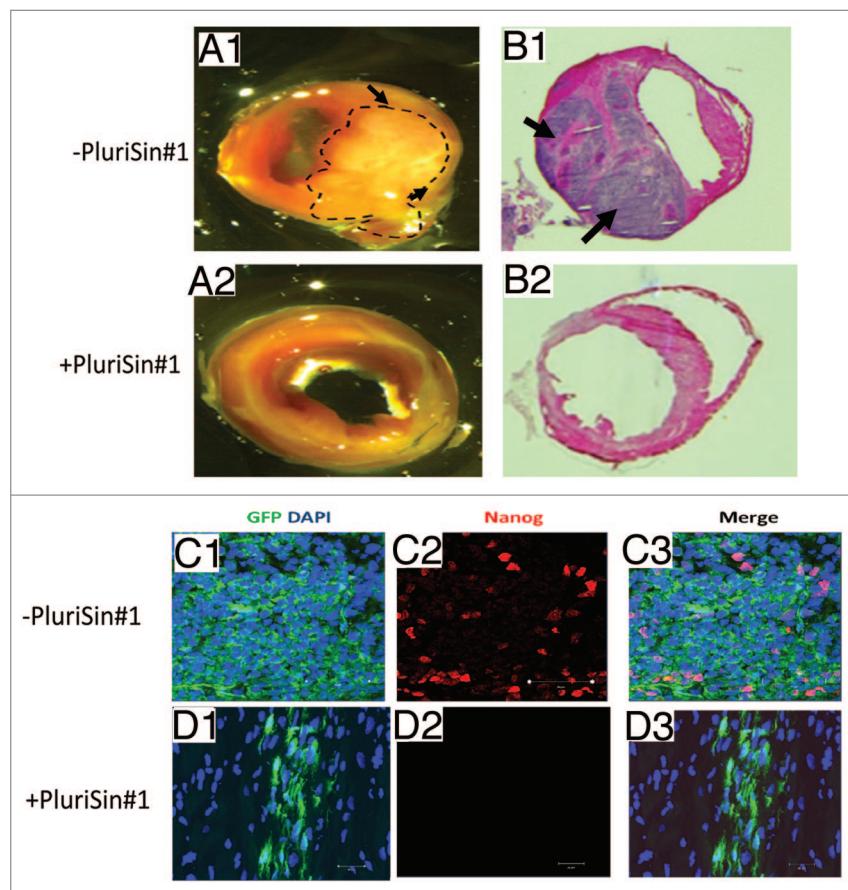 A1
B1
-PluriSin#1
A2
B2
+PluriSin#1
GFP DAPI
Nanog
Merge
C1
C2
C3
-PluriSin#1
D1
D2
D3
+PluriSin#1